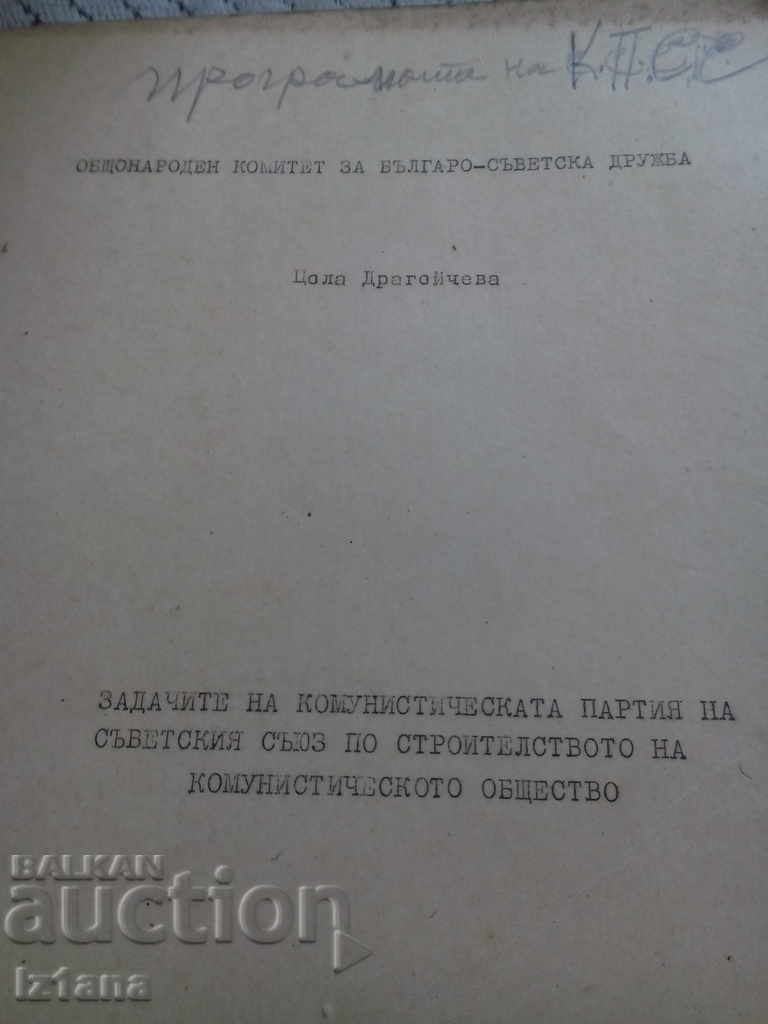 програмата на К.П.С.С.
ОБЩОНАРОДЕН КОМИТЕТ ЗА БЪЛГАРО-СЪВЕТСКА ДРУЖБА
Цола Драгойчева
ЗАДАЧИТЕ НА КОМУНИСТИЧЕСКАТА ПАРТИЯ НА
СЪВЕТСКИЯ СЪЮЗ ПО СТРОИТЕЛСТВОТО НА
КОМУНИСТИЧЕСКОТО ОБЩЕСТВО
BALKAN
auction
Iz1ana